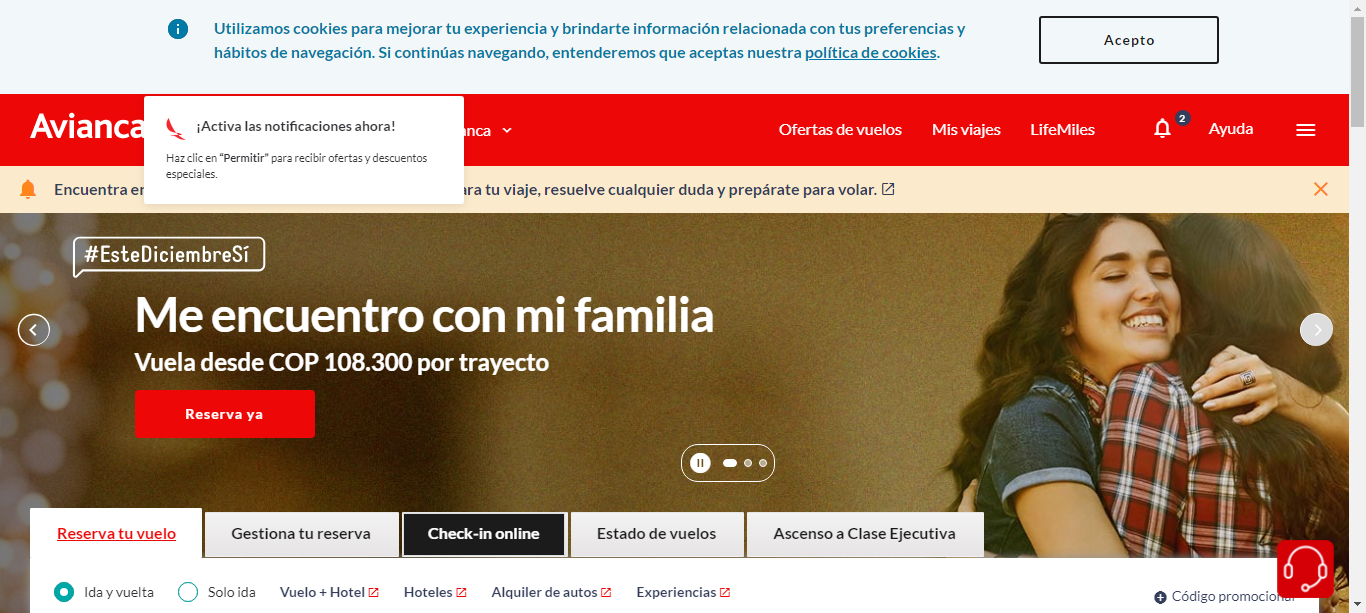 Utilizamos cookies para mejorar tu experiencia y brindarte información relacionada con tus preferencias y
hábitos de navegación. Si continúas navegando, entenderemos que aceptas nuestra política de cookies.
Acepto
Avianca
¡Activa las notificaciones ahora!
Haz clic en “Permitir” para recibir ofertas y descuentos
especiales.
Ofertas de vuelos
Mis viajes
LifeMiles
2
Ayuda
Encuentra
tu viaje, resuelve cualquier duda y prepárate para volar.
#EsteDiciembreSí
Me encuentro con mi familia
Vuela desde COP 108.300 por trayecto
Reserva ya
Reserva tu vuelo
Gestiona tu reserva
Check-in online
Estado de vuelos
Ascenso a Clase Ejecutiva
Ida y vuelta
Solo ida
Vuelo + Hotel
Hoteles
Alquiler de autos
Experiencias
Código promocional